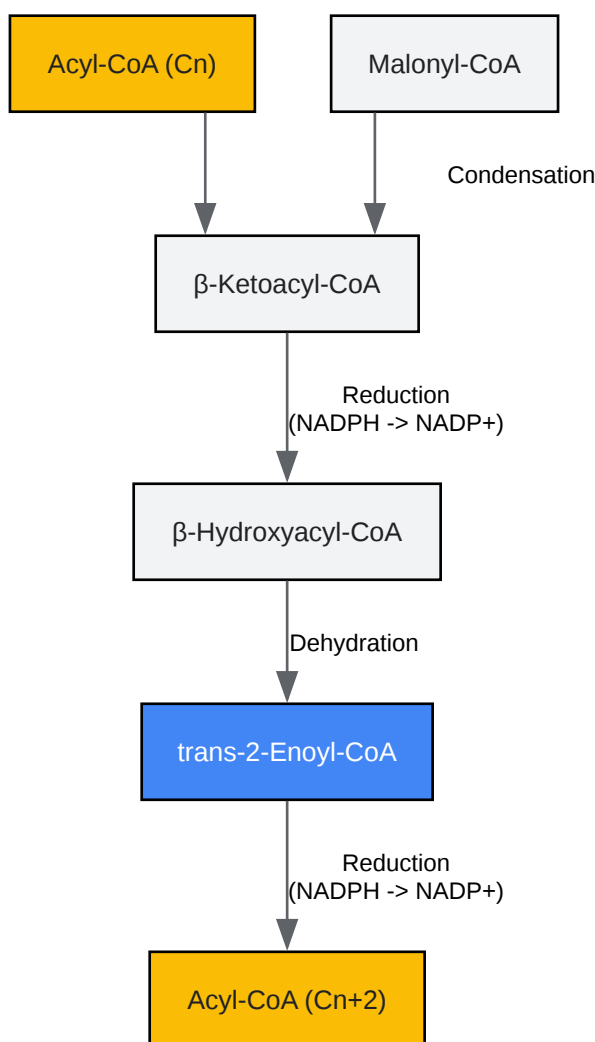 Acyl-CoA (Cn)
Malonyl-CoA
Condensation
β-Ketoacyl-CoA
Reduction
(NADPH -> NADP+)
β-Hydroxyacyl-CoA
Dehydration
trans-2-Enoyl-CoA
Reduction
(NADPH -> NADP+)
Acyl-CoA (Cn+2)